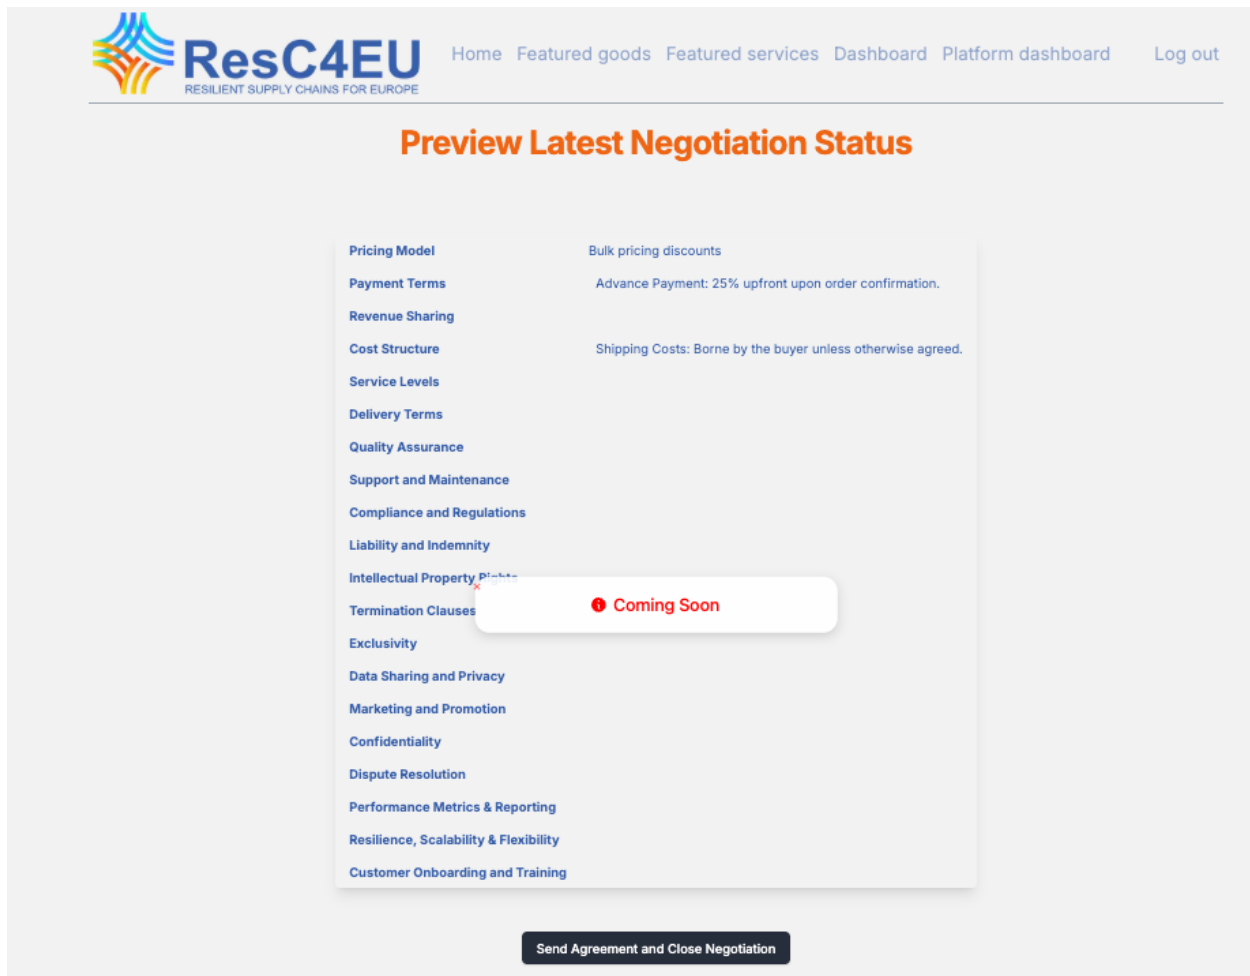 ResC4EU
RESILIENT SUPPLY CHAINS FOR EUROPE
Home Featured goods Featured services Dashboard Platform dashboard Log out
Preview Latest Negotiation Status
Pricing Model Bulk pricing discounts
Payment Terms Advance Payment: 25% upfront upon order confirmation.
Revenue Sharing
Cost Structure Shipping Costs: Borne by the buyer unless otherwise agreed.
Service Levels
Delivery Terms
Quality Assurance
Support and Maintenance
Compliance and Regulations
Liability and Indemnity
Intellectual Property Rights
Coming Soon
Termination Clauses
Exclusivity
Data Sharing and Privacy
Marketing and Promotion
Confidentiality
Dispute Resolution
Performance Metrics & Reporting
Resilience, Scalability & Flexibility
Customer Onboarding and Training
Send Agreement and Close Negotiation